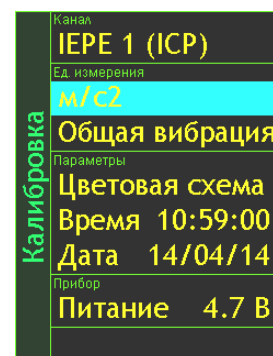 Калибровка
Канал
IEPE 1 (ICP)
Ед. измерения
м/с2
Общая вибрация
Параметры
Цветовая схема
Время 10:59:00
Дата 14/04/14
Прибор
Питание 4.7 В